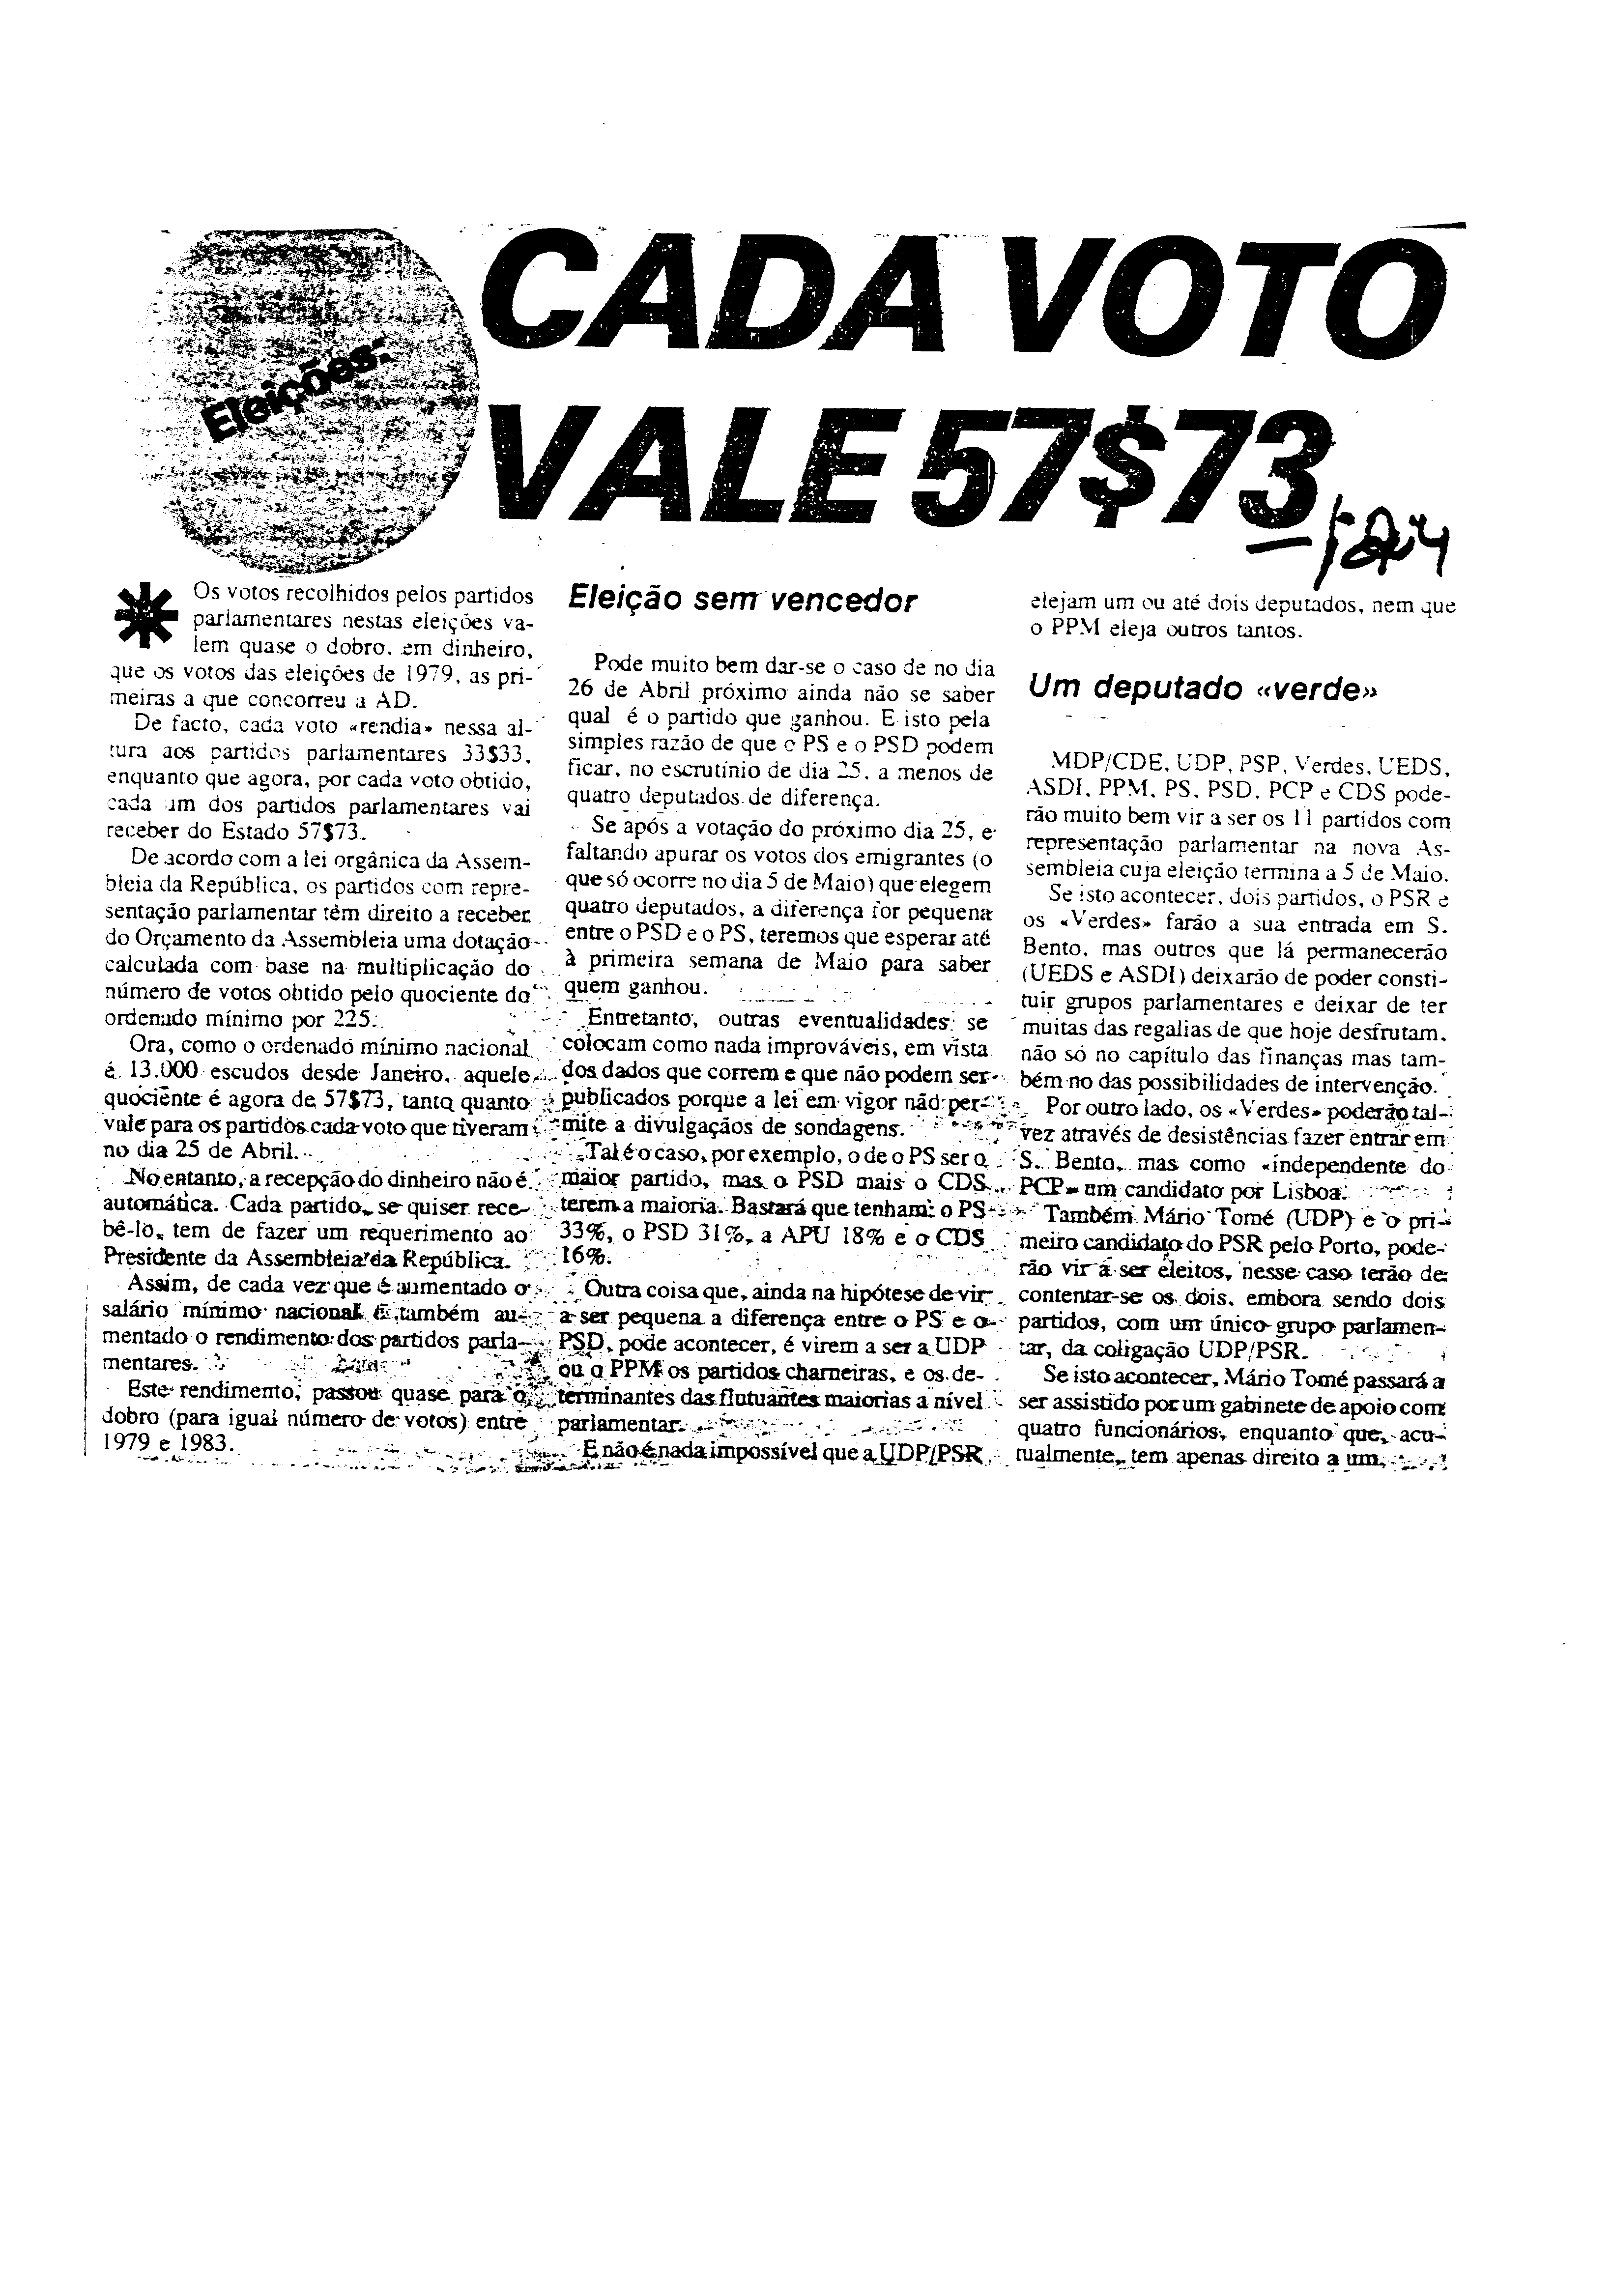 Eleições:
CADA VOTO
VALE 57$73
Os votos recolhidos pelos partidos
parlamentares nestas eleições va-
lem quase o dobro, em dinheiro,
que os votos das eleições de 1979, as pri-
meiras a que concorreu a AD.
De facto, cada voto «rendia» nessa al-
tura aos partidos parlamentares 33$33,
enquanto que agora, por cada voto obtido,
cada um dos partidos parlamentares vai
receber do Estado 57$73.
De acordo com a lei orgânica da Assem-
bleia da República, os partidos com repre-
sentação parlamentar têm direito a receber
do Orçamento da Assembleia uma dotação
calculada com base na multiplicação do
número de votos obtido pelo quociente do
ordenado mínimo por 225.
Ora, como o ordenado mínimo nacional
é 13.000 escudos desde Janeiro, aquele
quociente é agora de 57$73, tanto quanto
vale para os partidos cada voto que tiveram
no dia 25 de Abril.
No entanto, a recepção do dinheiro não é
automática. Cada partido, se quiser rece-
bê-lo, tem de fazer um requerimento ao
Presidente da Assembleia da República.
Assim, de cada vez que é aumentado o
salário mínimo nacional é também au-
mentado o rendimento dos partidos parla-
mentares.
Este rendimento, passou quase para o
dobro (para igual número de votos) entre
1979 e 1983.
Eleição sem vencedor
Pode muito bem dar-se o caso de no dia
26 de Abril próximo ainda não se saber
qual é o partido que ganhou. E isto pela
simples razão de que o PS e o PSD podem
ficar, no escrutínio de dia 25, a menos de
quatro deputados de diferença.
Se após a votação do próximo dia 25, e
faltando apurar os votos dos emigrantes (o
que só ocorre no dia 5 de Maio) que elegem
quatro deputados, a diferença for pequena
entre o PSD e o PS, teremos que esperar até
à primeira semana de Maio para saber
quem ganhou.
Entretanto, outras eventualidades se
colocam como nada improváveis, em vista
dos dados que correm e que não podem ser
publicados porque a lei em vigor não per-
mite a divulgaçãos de sondagens.
Tal é o caso, por exemplo, o de o PS ser o
maior partido, mas o PSD mais o CDS
terem a maioria. Bastará que tenham: o PS
33%, o PSD 31%, a APU 18% e o CDS
16%.
Outra coisa que, ainda na hipótese de vir
a ser pequena a diferença entre o PS e o
PSD, pode acontecer, é virem a ser a UDP
ou o PPM os partidos charneiras, e os de-
terminantes das flutuantes maiorias a nível
parlamentar.
E não é nada impossível que a UDP/PSR
elejam um ou até dois deputados, nem que
o PPM eleja outros tantos.
Um deputado «verde»
MDP/CDE, UDP, PSP, Verdes, UEDS,
ASDI, PPM, PS, PSD, PCP e CDS pode-
rão muito bem vir a ser os 11 partidos com
representação parlamentar na nova As-
sembleia cuja eleição termina a 5 de Maio.
Se isto acontecer, dois partidos, o PSR e
os «Verdes» farão a sua entrada em S.
Bento, mas outros que lá permanecerão
(UEDS e ASDI) deixarão de poder consti-
tuir grupos parlamentares e deixar de ter
muitas das regalias de que hoje desfrutam,
não só no capítulo das finanças mas tam-
bém no das possibilidades de intervenção.
Por outro lado, os «Verdes» poderão tal-
vez através de desistências fazer entrar em
S. Bento, mas como «independente do
PCP» um candidato por Lisboa.
Também Mário Tomé (UDP) e o pri-
meiro candidato do PSR pelo Porto, pode-
rão vir a ser eleitos, nesse caso terão de
contentar-se os dois, embora sendo dois
partidos, com um único grupo parlamen-
tar, da coligação UDP/PSR.
Se isto acontecer, Mário Tomé passará a
ser assistido por um gabinete de apoio com
quatro funcionários, enquanto que, acu-
tualmente, tem apenas direito a um.